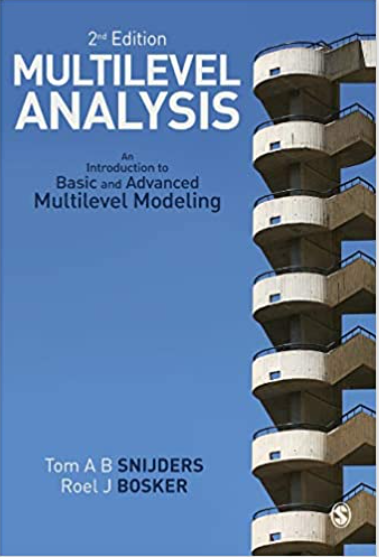 2nd Edition
MULTILEVEL
ANALYSIS
An
Introduction to
Basic and Advanced
Multilevel Modeling
Tom A B SNIJDERS
Roel J BOSKER
S